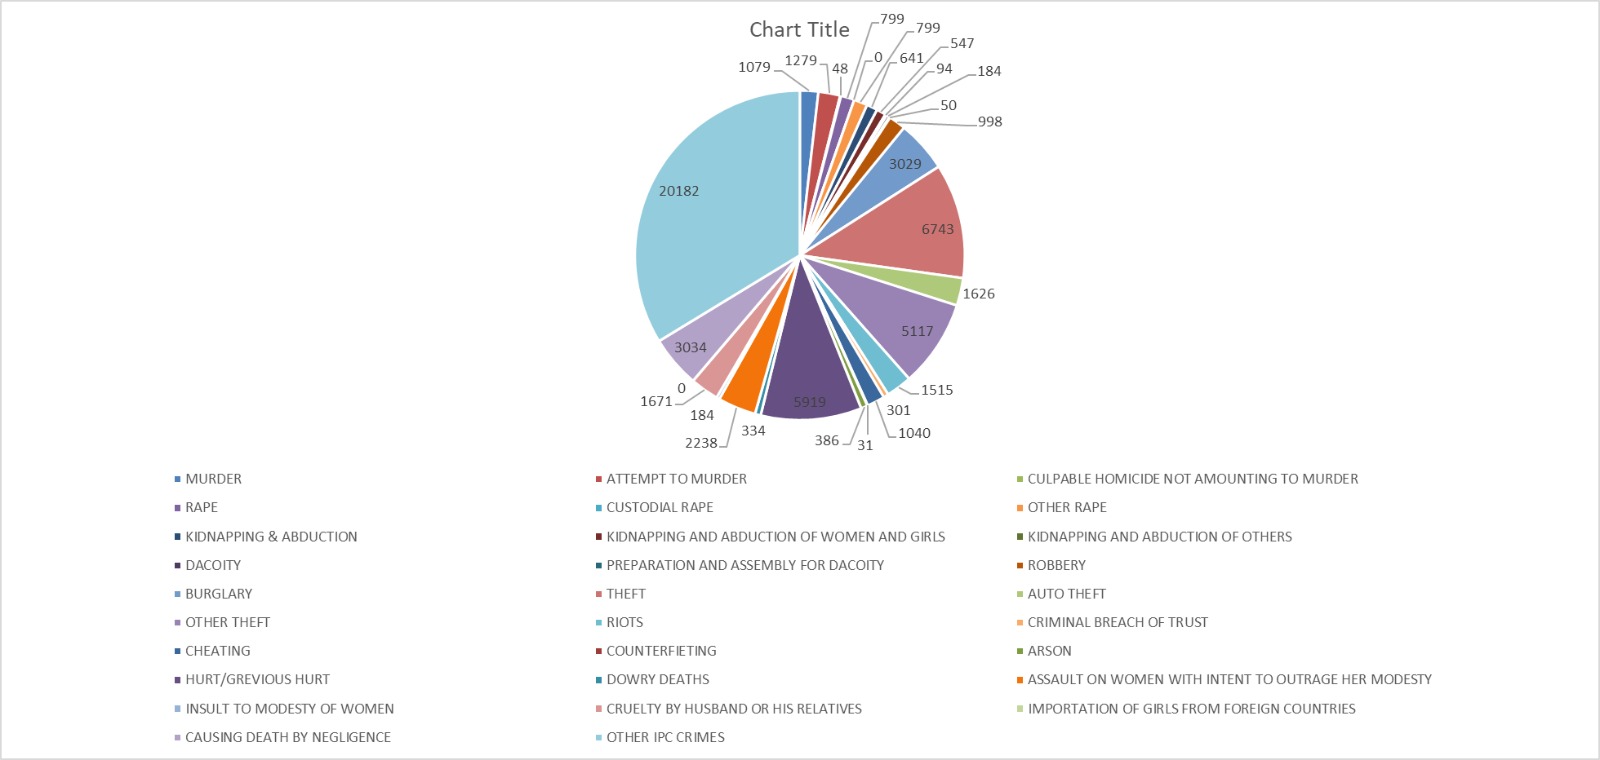 Chart Title
1079
1279
48
799
0
799
641
547
94
184
50
998
3029
6743
1626
5117
1515
301
1040
31
386
5919
334
2238
184
1671
0
3034
20182
MURDER
ATTEMPT TO MURDER
CULPABLE HOMICIDE NOT AMOUNTING TO MURDER
RAPE
CUSTODIAL RAPE
OTHER RAPE
KIDNAPPING & ABDUCTION
KIDNAPPING AND ABDUCTION OF WOMEN AND GIRLS
KIDNAPPING AND ABDUCTION OF OTHERS
DACOITY
PREPARATION AND ASSEMBLY FOR DACOITY
ROBBERY
BURGLARY
THEFT
AUTO THEFT
OTHER THEFT
RIOTS
CRIMINAL BREACH OF TRUST
CHEATING
COUNTERFIETING
ARSON
HURT/GREVIOUS HURT
DOWRY DEATHS
ASSAULT ON WOMEN WITH INTENT TO OUTRAGE HER MODESTY
INSULT TO MODESTY OF WOMEN
CRUELTY BY HUSBAND OR HIS RELATIVES
IMPORTATION OF GIRLS FROM FOREIGN COUNTRIES
CAUSING DEATH BY NEGLIGENCE
OTHER IPC CRIMES